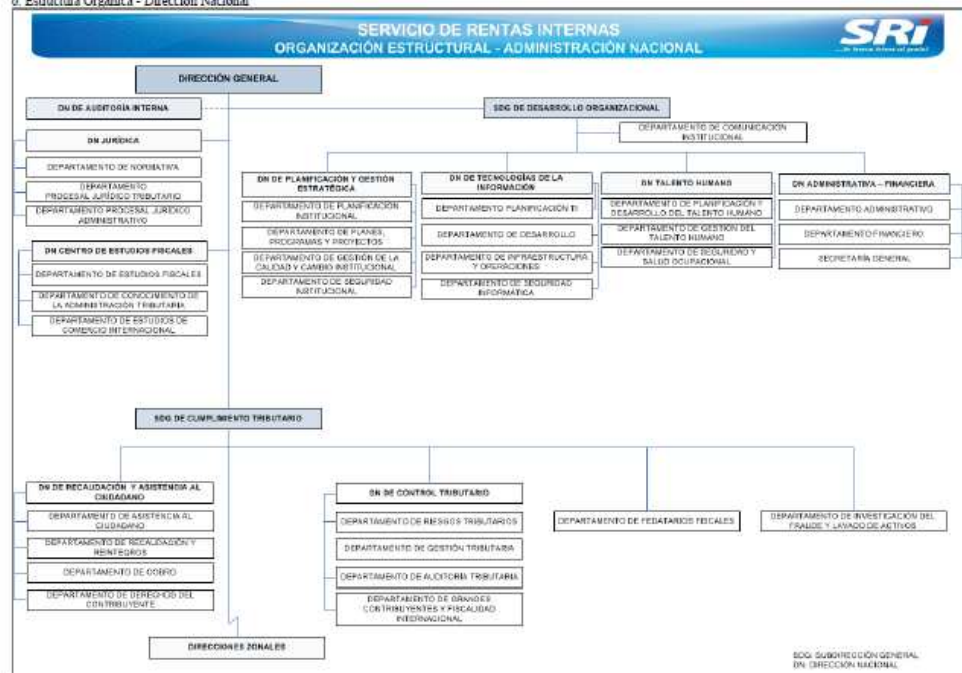 b. Estructura Orgánica - Dirección Nacional
SERVICIO DE RENTAS INTERNAS
ORGANIZACIÓN ESTRUCTURAL - ADMINISTRACIÓN NACIONAL
SRi
DIRECCIÓN GENERAL
DN DE AUDITORÍA INTERNA
SDG DE DESARROLLO ORGANIZACIONAL
DEPARTAMENTO DE COMUNICACIÓN
INSTITUCIONAL
DN JURÍDICA
DEPARTAMENTO DE NORMATIVA
DEPARTAMENTO
PROCESAL JURÍDICO TRIBUTARIO
DEPARTAMENTO PROCESAL JURÍDICO
ADMINISTRATIVO
DN CENTRO DE ESTUDIOS FISCALES
DEPARTAMENTO DE ESTUDIOS FISCALES
DEPARTAMENTO DE CONOCIMIENTO DE
LA ADMINISTRACIÓN TRIBUTARIA
DEPARTAMENTO DE ESTUDIOS DE
COMERCIO INTERNACIONAL
DN DE PLANIFICACIÓN Y GESTIÓN
ESTRATÉGICA
DEPARTAMENTO DE PLANIFICACIÓN
INSTITUCIONAL
DEPARTAMENTO DE PLANES,
PROGRAMAS Y PROYECTOS
DEPARTAMENTO DE GESTIÓN DE LA
CALIDAD Y CAMBIO INSTITUCIONAL
DEPARTAMENTO DE SEGURIDAD
INSTITUCIONAL
DN DE TECNOLOGÍAS DE LA
INFORMACIÓN
DEPARTAMENTO PLANIFICACIÓN TI
DEPARTAMENTO DE DESARROLLO
DEPARTAMENTO DE INFRAESTRUCTURA
Y OPERACIONES
DEPARTAMENTO DE SEGURIDAD
INFORMÁTICA
DN TALENTO HUMANO
DEPARTAMENTO DE PLANIFICACIÓN Y
DESARROLLO DEL TALENTO HUMANO
DEPARTAMENTO DE GESTIÓN DEL
TALENTO HUMANO
DEPARTAMENTO DE SEGURIDAD Y
SALUD OCUPACIONAL
DN ADMINISTRATIVA - FINANCIERA
DEPARTAMENTO ADMINISTRATIVO
DEPARTAMENTO FINANCIERO
SECRETARÍA GENERAL
SDG DE CUMPLIMIENTO TRIBUTARIO
DN DE RECAUDACIÓN Y ASISTENCIA AL
CIUDADANO
DEPARTAMENTO DE ASISTENCIA AL
CIUDADANO
DEPARTAMENTO DE RECAUDACIÓN Y
REINTEGROS
DEPARTAMENTO DE COBRO
DEPARTAMENTO DE DERECHOS DEL
CONTRIBUYENTE
DN DE CONTROL TRIBUTARIO
DEPARTAMENTO DE RIESGOS TRIBUTARIOS
DEPARTAMENTO DE GESTIÓN TRIBUTARIA
DEPARTAMENTO DE AUDITORÍA TRIBUTARIA
DEPARTAMENTO DE GRANDES
CONTRIBUYENTES Y FISCALIDAD
INTERNACIONAL
DEPARTAMENTO DE FEDATARIOS FISCALES
DEPARTAMENTO DE INVESTIGACIÓN DEL
FRAUDE Y LAVADO DE ACTIVOS
DIRECCIONES ZONALES
SDG: SUBDIRECCIÓN GENERAL
DN: DIRECCIÓN NACIONAL